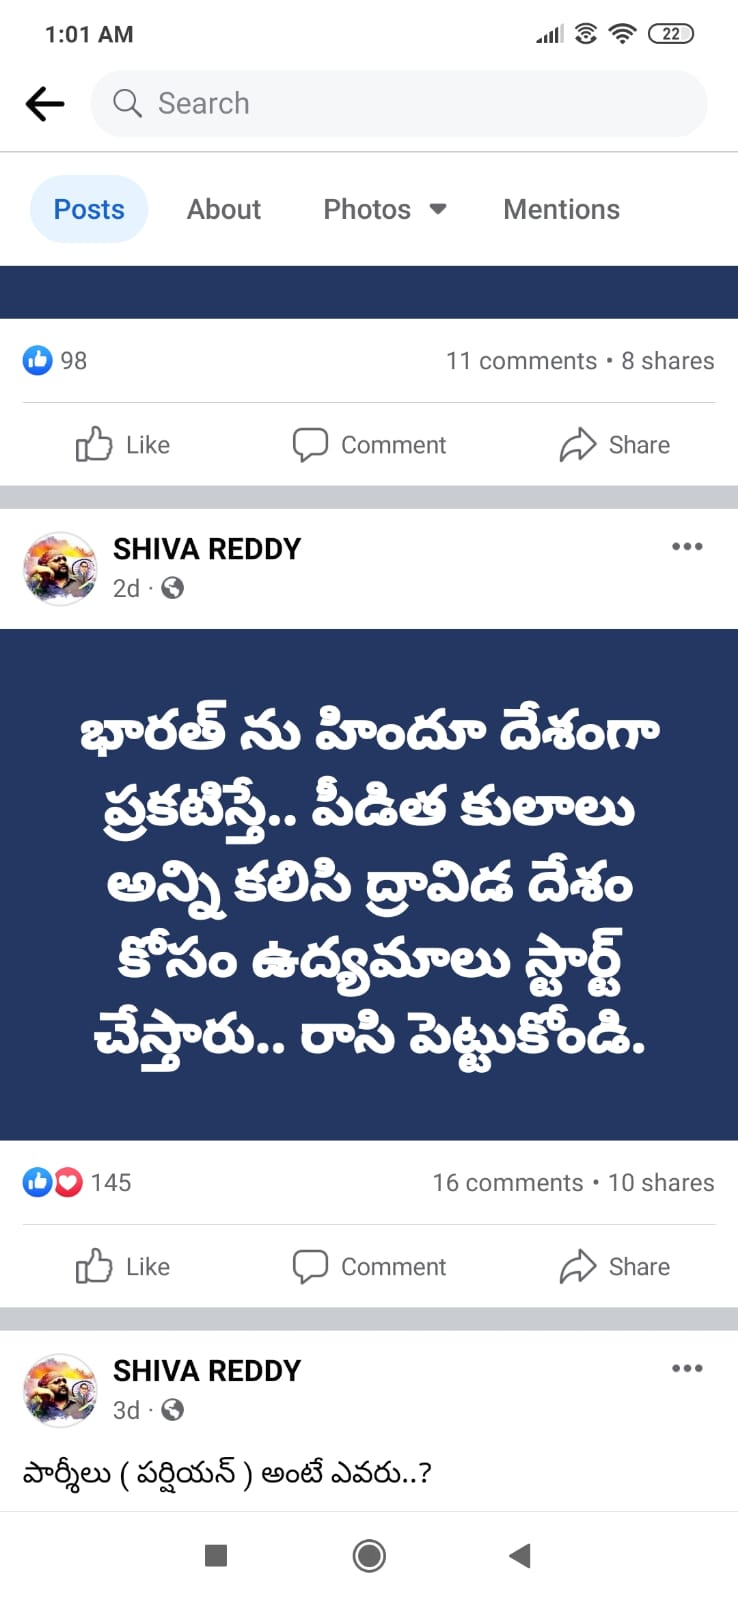 1:01 AM
22
Search
Posts About Photos Mentions
98 11 comments • 8 shares
Like Comment Share
SHIVA REDDY
2d ·
భారత్ ను హిందూ దేశంగా
ప్రకటిస్తే.. పీడిత కులాలు
అన్ని కలిసి ద్రావిడ దేశం
కోసం ఉద్యమాలు స్టార్ట్
చేస్తారు.. రాసి పెట్టుకోండి.
145 16 comments • 10 shares
Like Comment Share
SHIVA REDDY
3d ·
పార్శీలు ( పర్షియన్ ) అంటే ఎవరు..?